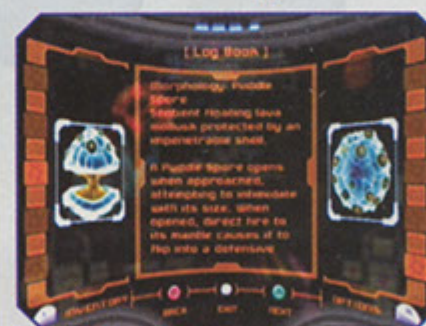 [Log Book]
Morphology: Puddle
Spore
Sentient floating lava
mollusk protected by an
impenetrable shell.
A Puddle Spore opens
when approached,
attempting to intimidate
with its size. When
opened, direct fire to
its mantle causes it to
flip into a defensive
INVENTORY
BACK
EXIT
NEXT
OPTIONS